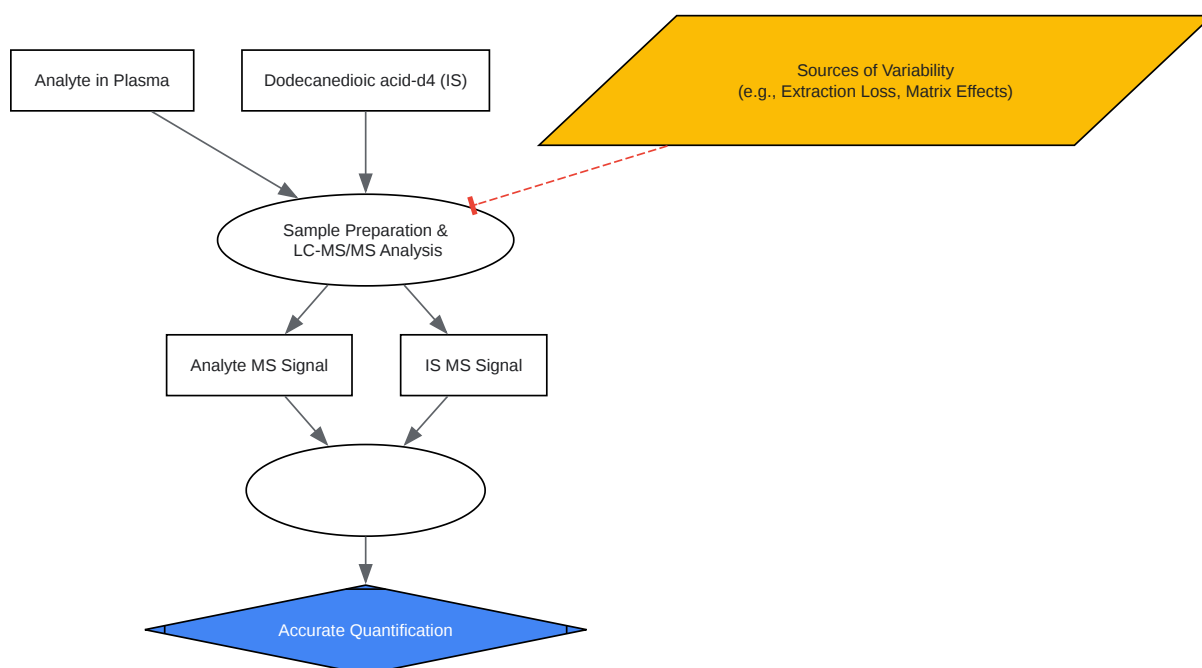 Analyte in Plasma
Dodecanedioic acid-d4 (IS)
Sources of Variability
(e.g., Extraction Loss, Matrix Effects)
Sample Preparation &
LC-MS/MS Analysis
Analyte MS Signal
IS MS Signal
Accurate Quantification